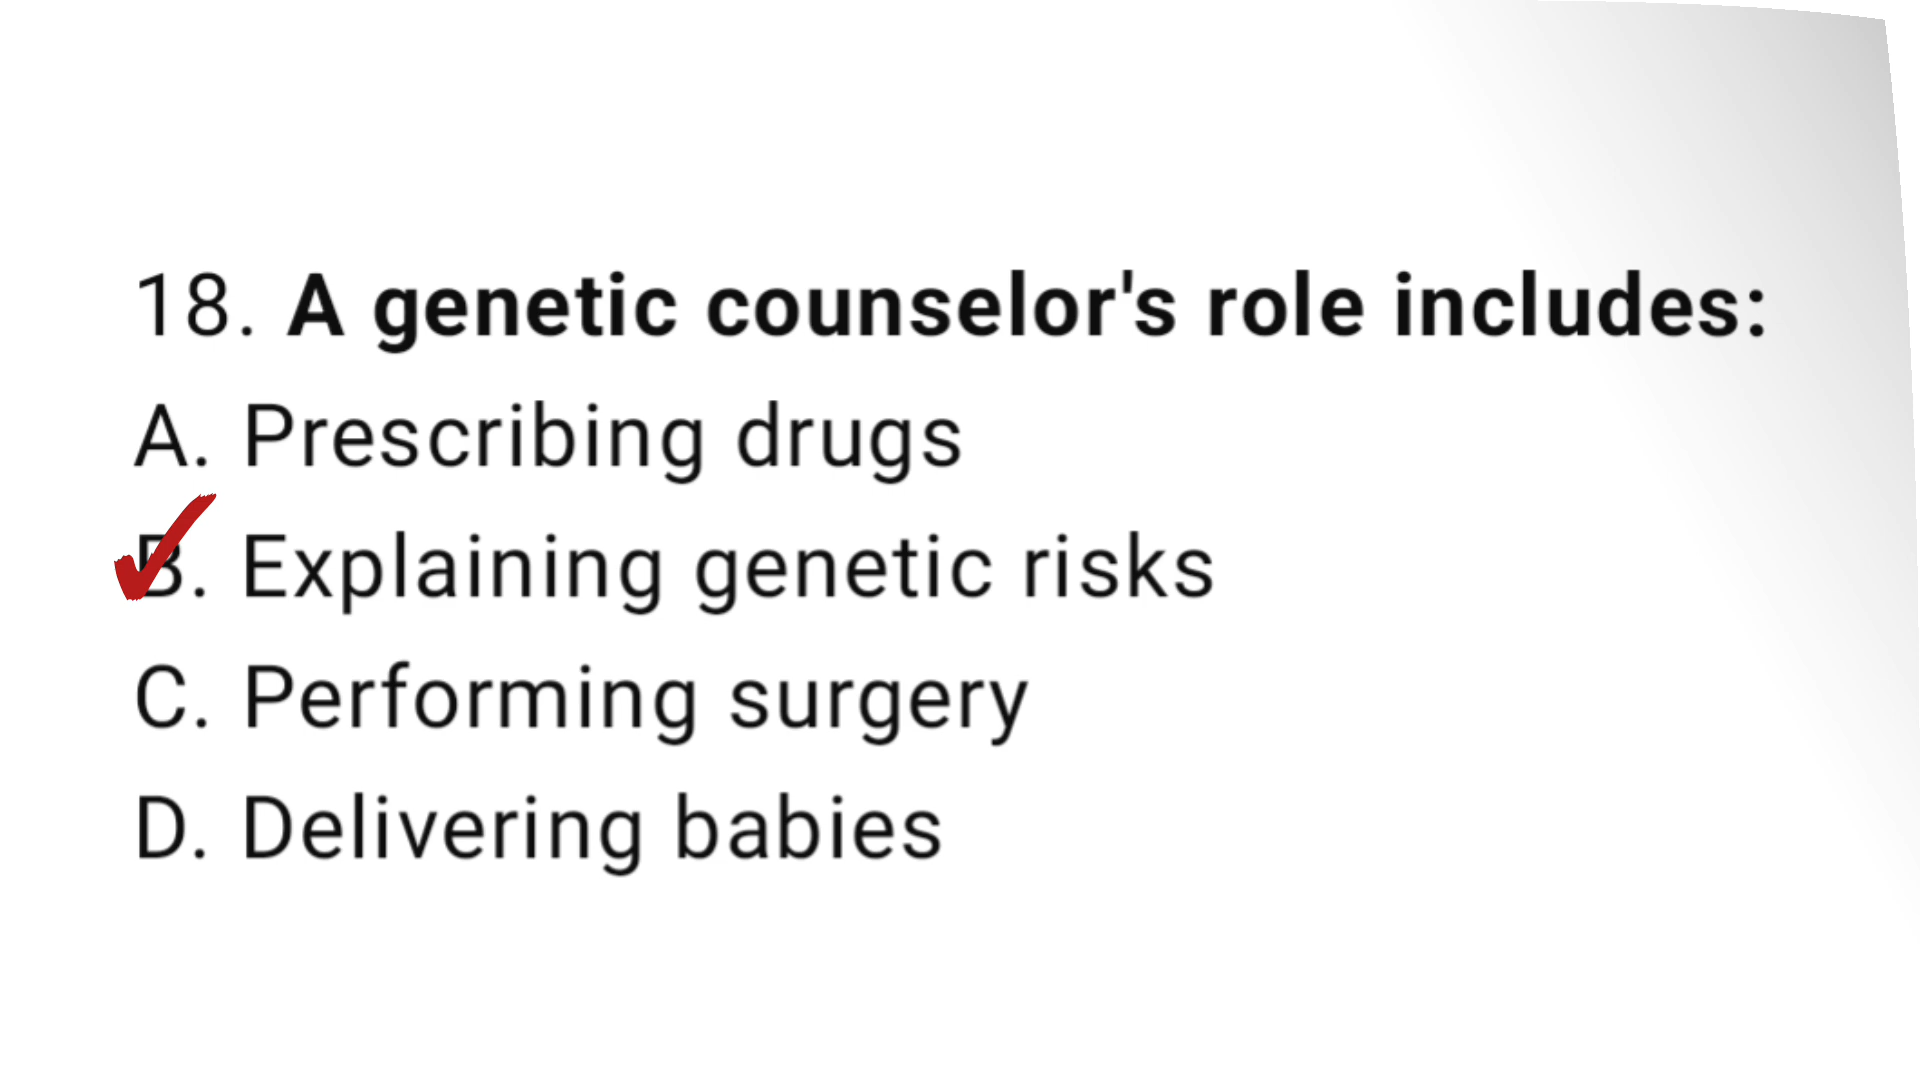 18. A genetic counselor's role includes:
A. Prescribing drugs
B. Explaining genetic risks
C. Performing surgery
D. Delivering babies